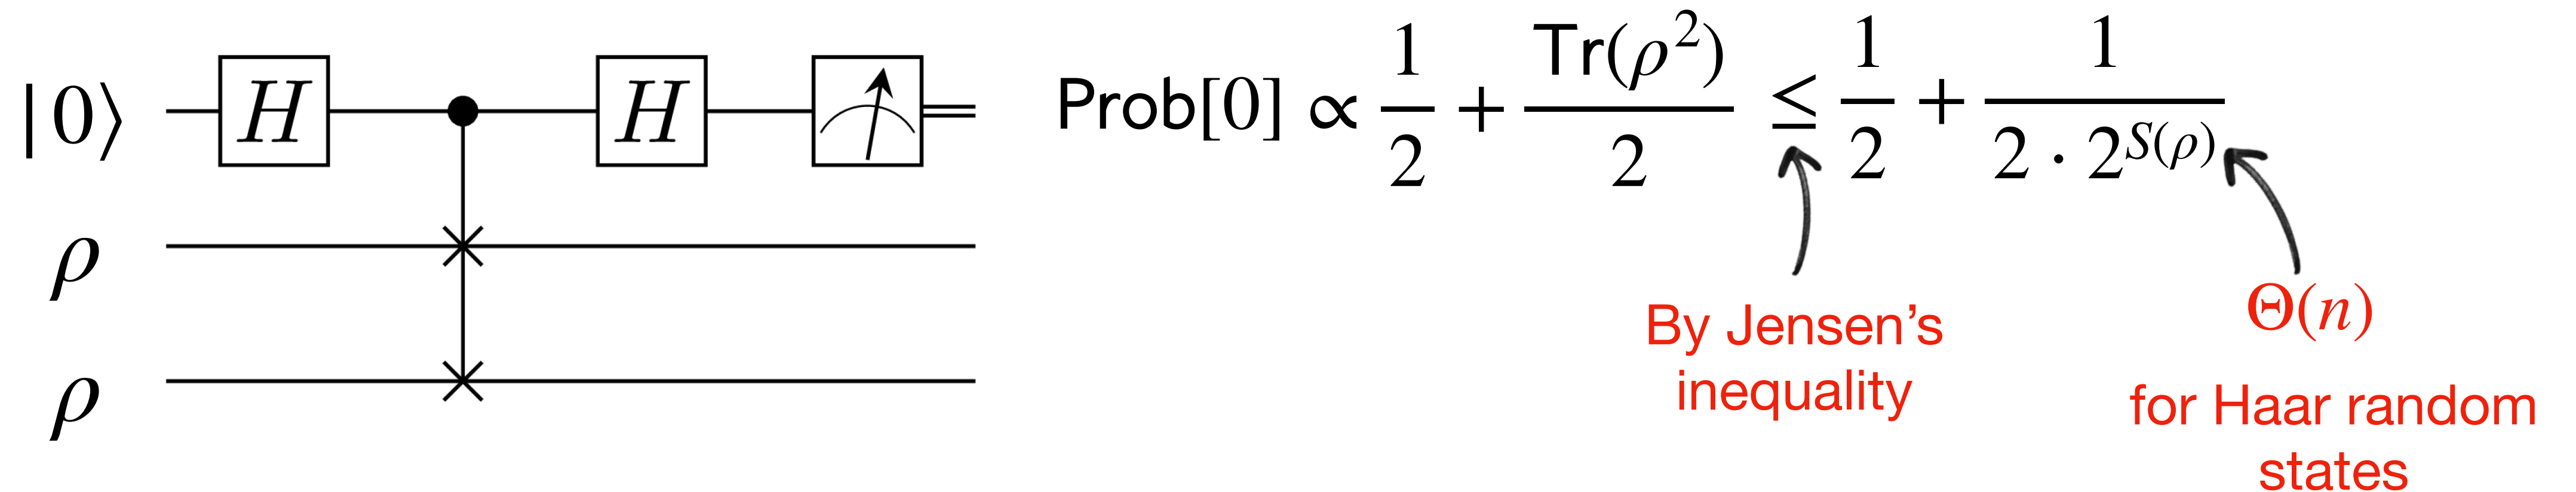 |0⟩ H H Prob[0] ∝ 1/2 + Tr(ρ²)/2 ≤ 1/2 + 1/(2 · 2^{S(ρ)})
ρ
ρ
By Jensen’s
inequality
Θ(n)
for Haar random
states